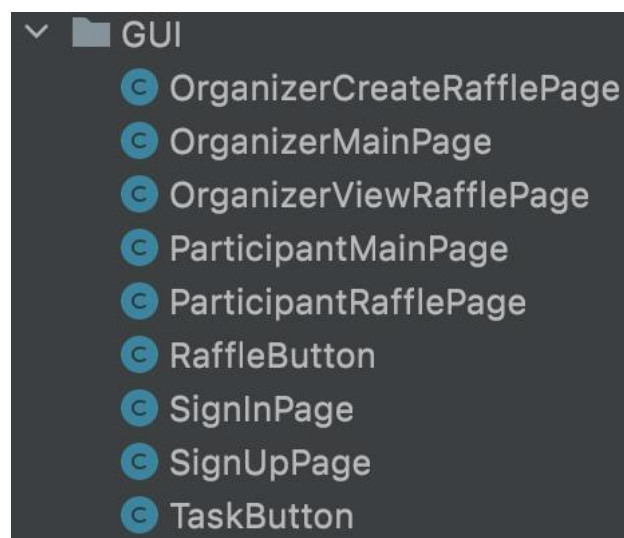 GUI
C OrganizerCreateRafflePage
C OrganizerMainPage
C OrganizerViewRafflePage
C ParticipantMainPage
C ParticipantRafflePage
C RaffleButton
C SignInPage
C SignUpPage
C TaskButton